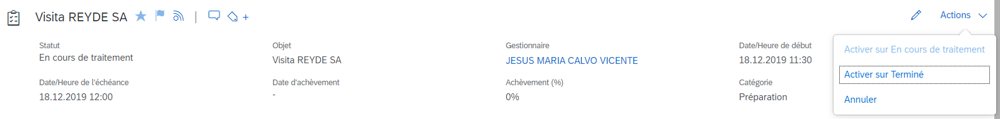 Visita REYDE SA
Actions
Statut
En cours de traitement
Objet
Visita REYDE SA
Gestionnaire
JESUS MARIA CALVO VICENTE
Date/Heure de début
18.12.2019 11:30
Date/Heure de l'échéance
18.12.2019 12:00
Date d'achèvement
-
Achèvement (%)
0%
Catégorie
Préparation
Activer sur En cours de traitement
Activer sur Terminé
Annuler